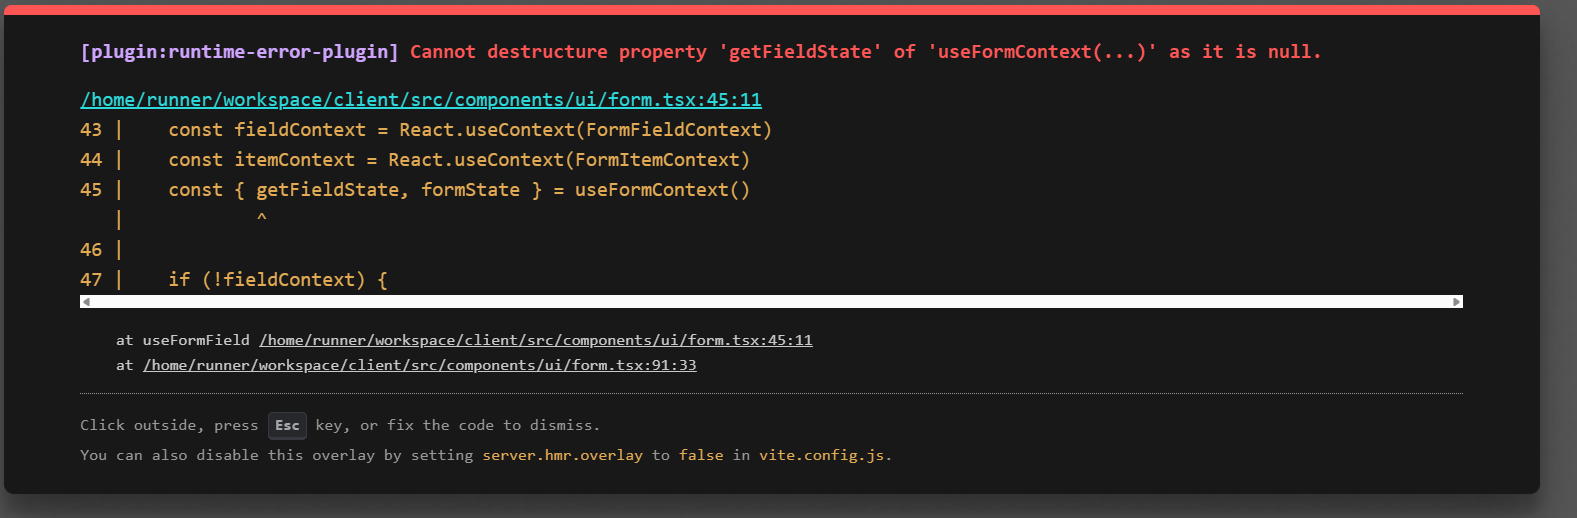 [plugin:runtime-error-plugin] Cannot destructure property 'getFieldState' of 'useFormContext(...)' as it is null.
/home/runner/workspace/client/src/components/ui/form.tsx:45:11
43 |    const fieldContext = React.useContext(FormFieldContext)
44 |    const itemContext = React.useContext(FormItemContext)
45 |    const { getFieldState, formState } = useFormContext()
   |            ^
46 |
47 |    if (!fieldContext) {
at useFormField /home/runner/workspace/client/src/components/ui/form.tsx:45:11
at /home/runner/workspace/client/src/components/ui/form.tsx:91:33
Click outside, press Esc key, or fix the code to dismiss.
You can also disable this overlay by setting server.hmr.overlay to false in vite.config.js.